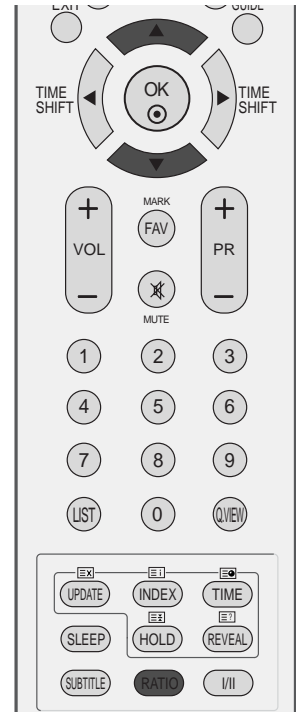 EXIT
GUIDE
TIME
SHIFT
OK
TIME
SHIFT
MARK
+ FAV +
VOL
PR
- -
MUTE
1 2 3
4 5 6
7 8 9
LIST 0 Q.VIEW
UPDATE INDEX TIME
SLEEP HOLD REVEAL
SUBTITLE RATIO I/II